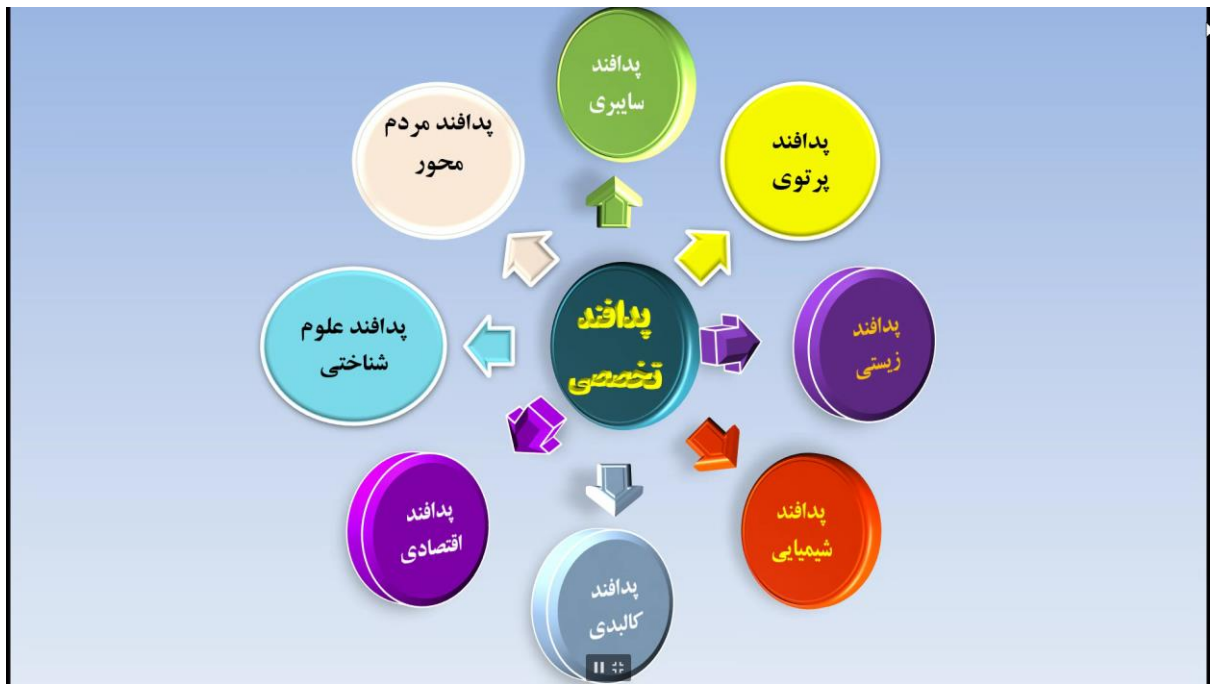 پدافند
سایبری
پدافند
پرتوی
پدافند مردم
محور
پدافند
تخصصی
پدافند
زیستی
پدافند علوم
شناختی
پدافند
شیمیایی
پدافند
اقتصادی
پدافند
کالبدی